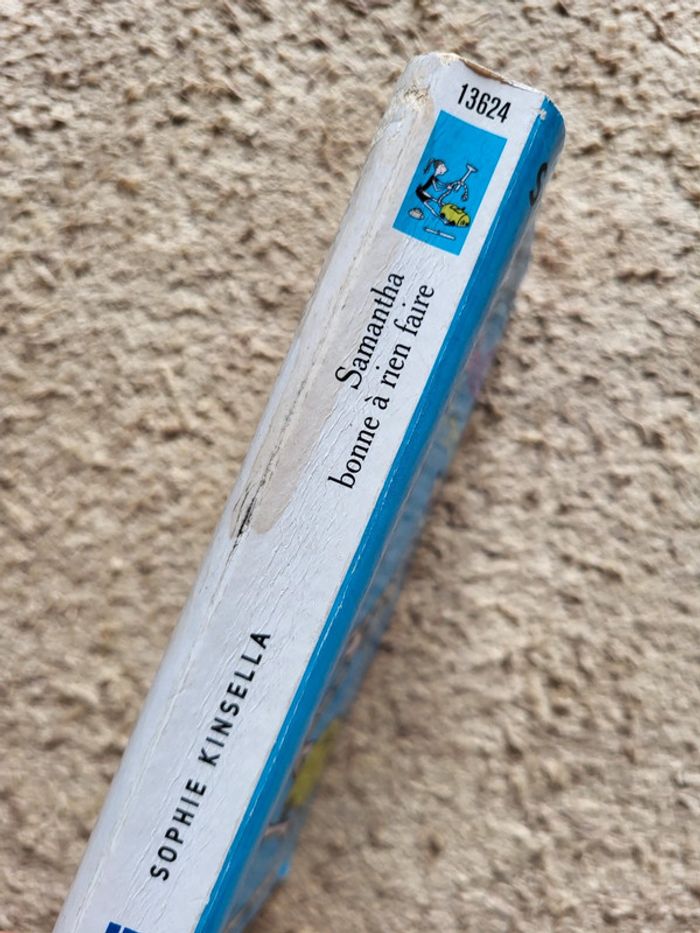 13624
Samantha
bonne à rien faire
SOPHIE KINSELLA
S